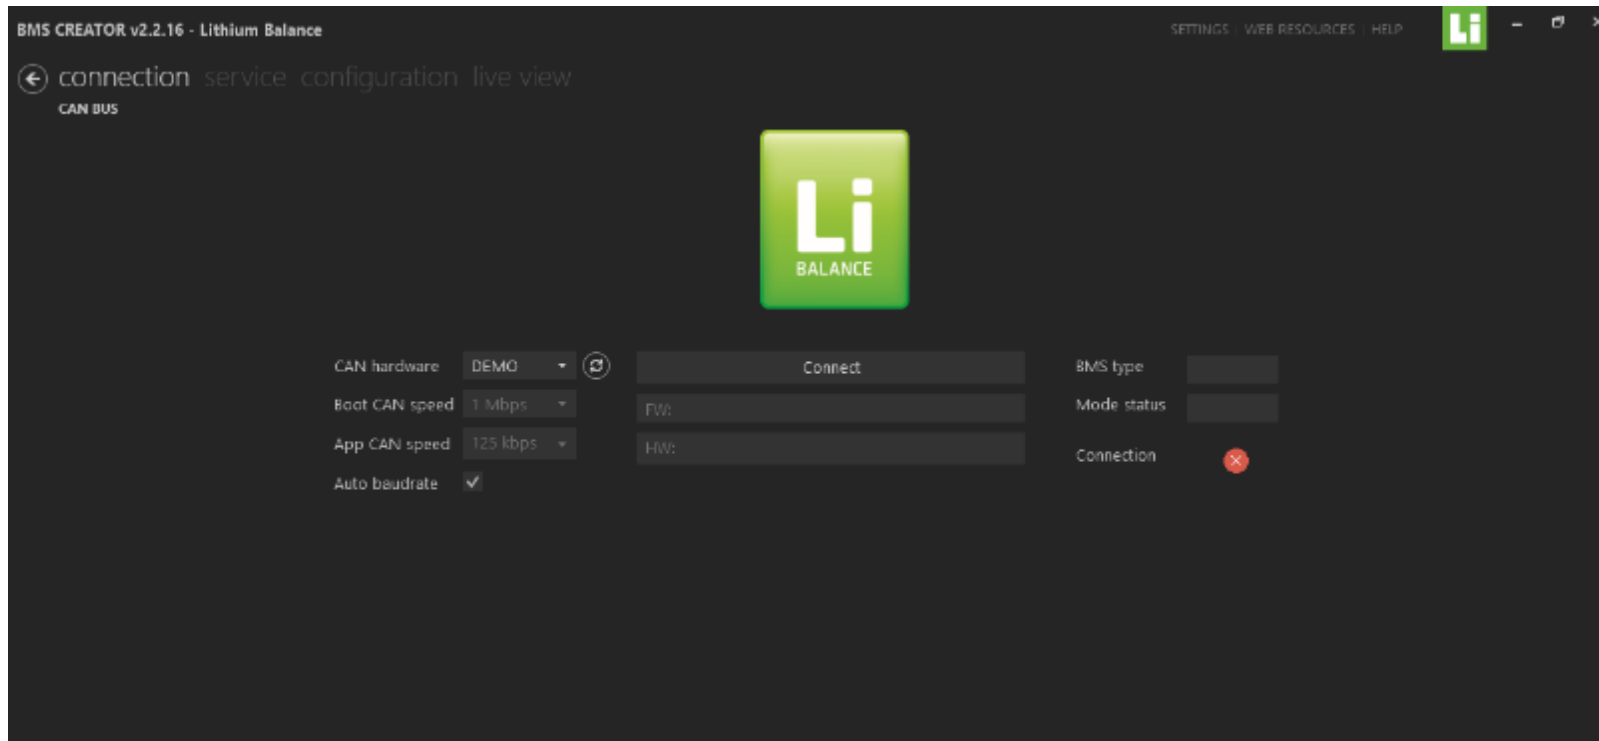 BMS CREATOR v2.2.16 - Lithium Balance
SETTINGS | WEB RESOURCES | HELP
Li
connection service configuration live view
CAN BUS
Li
BALANCE
CAN hardware DEMO
Connect
BMS type
Boot CAN speed 1 Mbps
FW:
Mode status
App CAN speed 125 kbps
HW:
Connection
Auto baudrate